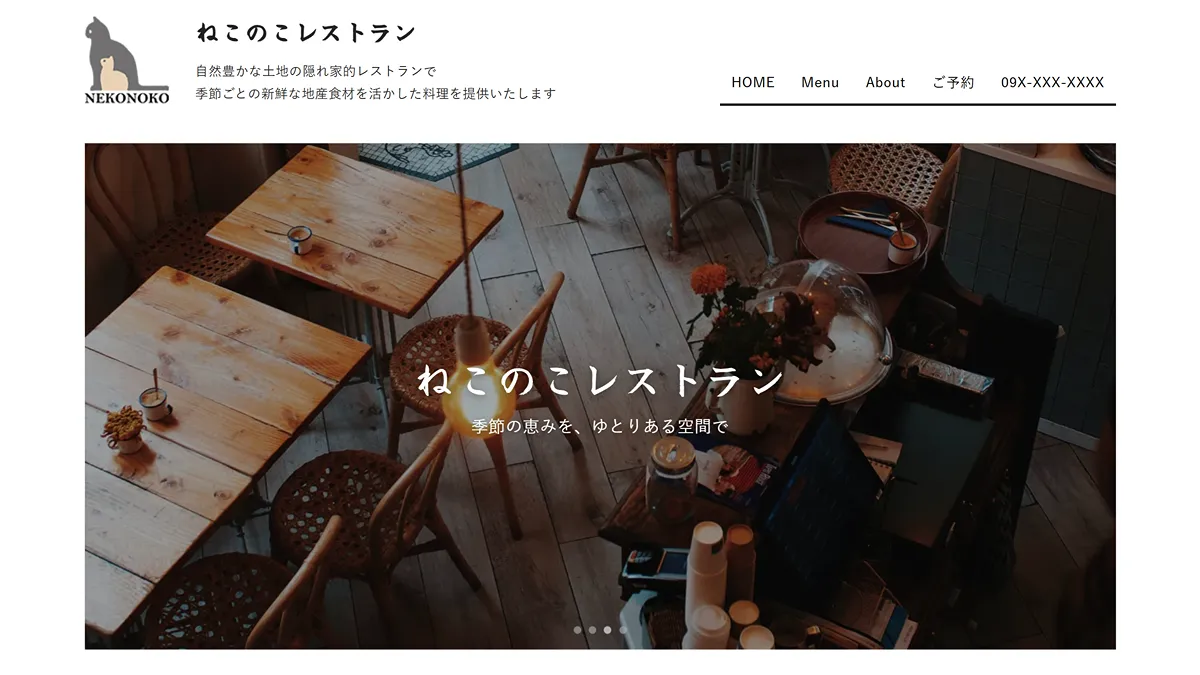 ねこのこレストラン
自然豊かな土地の隠れ家的レストランで
季節ごとの新鮮な地産食材を活かした料理を提供いたします
NEKONOKO
HOME Menu About ご予約 09X-XXX-XXXX
ねこのこレストラン
季節の恵みを、ゆとりある空間で